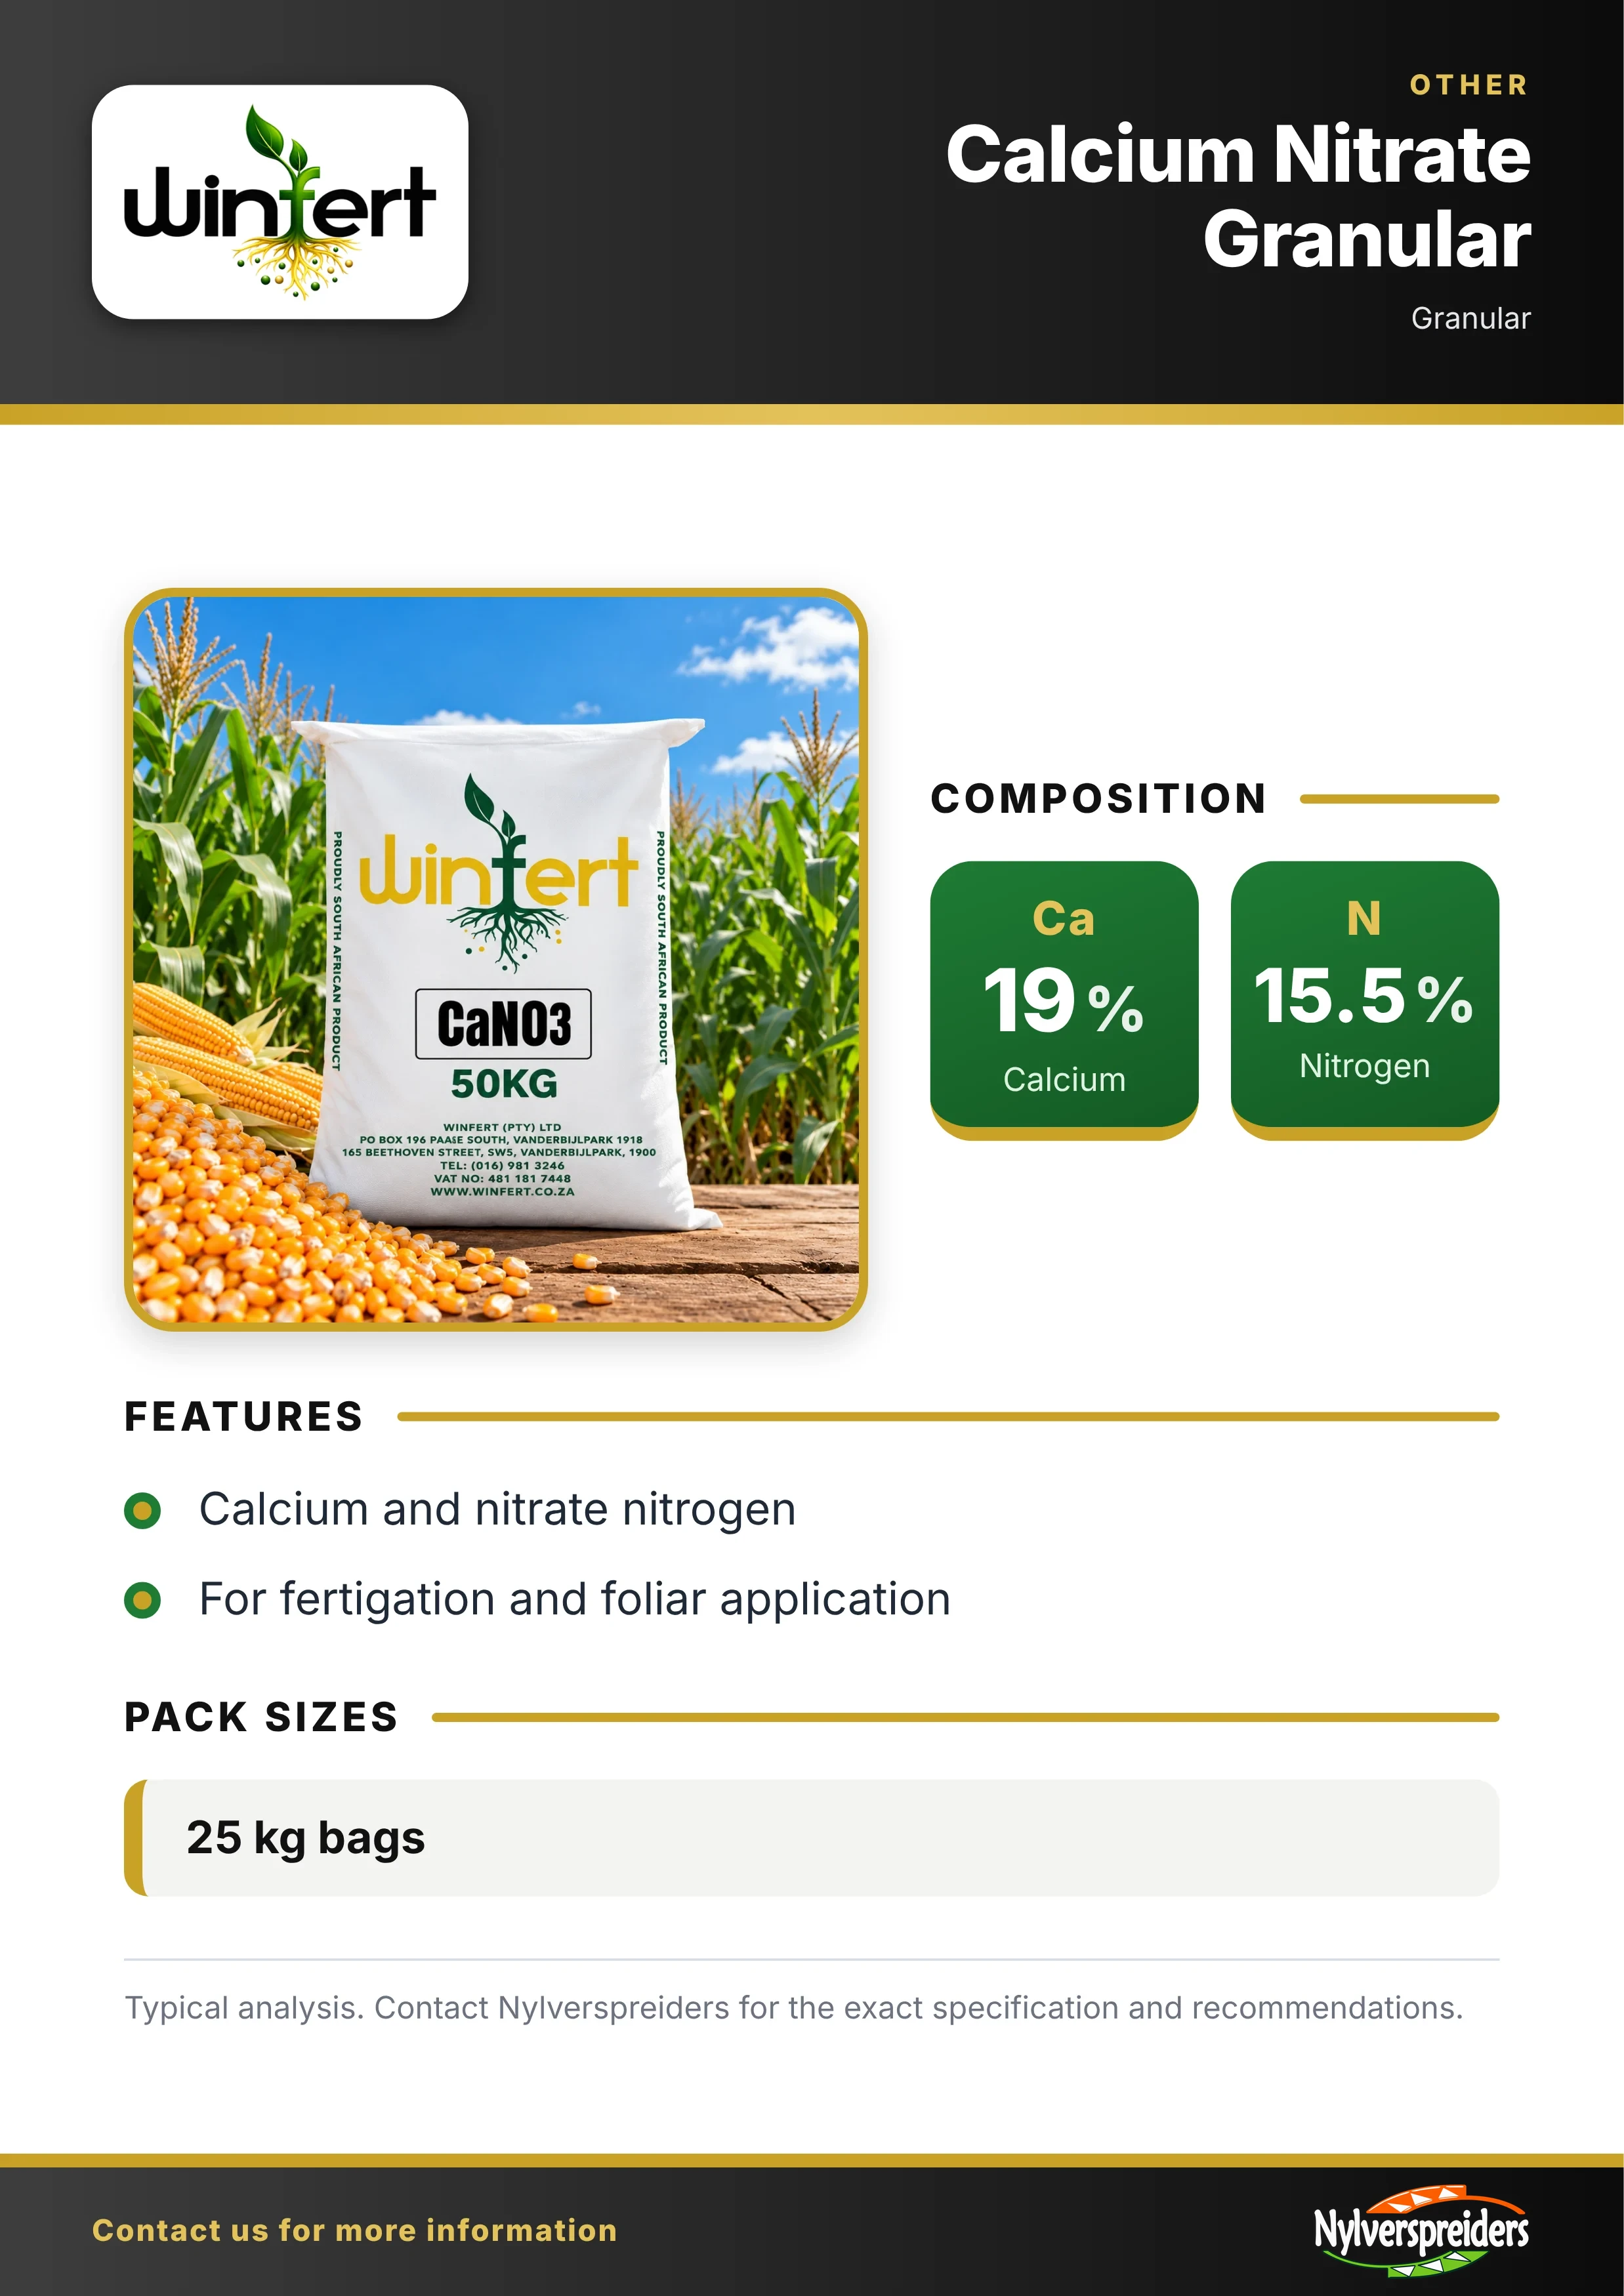 winfert
OTHER
Calcium Nitrate
Granular
Granular
winfert
PROUDLY SOUTH AFRICAN PRODUCT
PROUDLY SOUTH AFRICAN PRODUCT
CaNO3
50KG
WINFERT (PTY) LTD
PO BOX 196 PAASE SOUTH, VANDERBIJLPARK 1918
165 BEETHOVEN STREET, SW5, VANDERBIJLPARK, 1900
TEL: (016) 981 3246
VAT NO: 481 181 7448
WWW.WINFERT.CO.ZA
COMPOSITION
Ca
19 %
Calcium
N
15.5 %
Nitrogen
FEATURES
Calcium and nitrate nitrogen
For fertigation and foliar application
PACK SIZES
25 kg bags
Typical analysis. Contact Nylverspreiders for the exact specification and recommendations.
Contact us for more information
Nylverspreiders